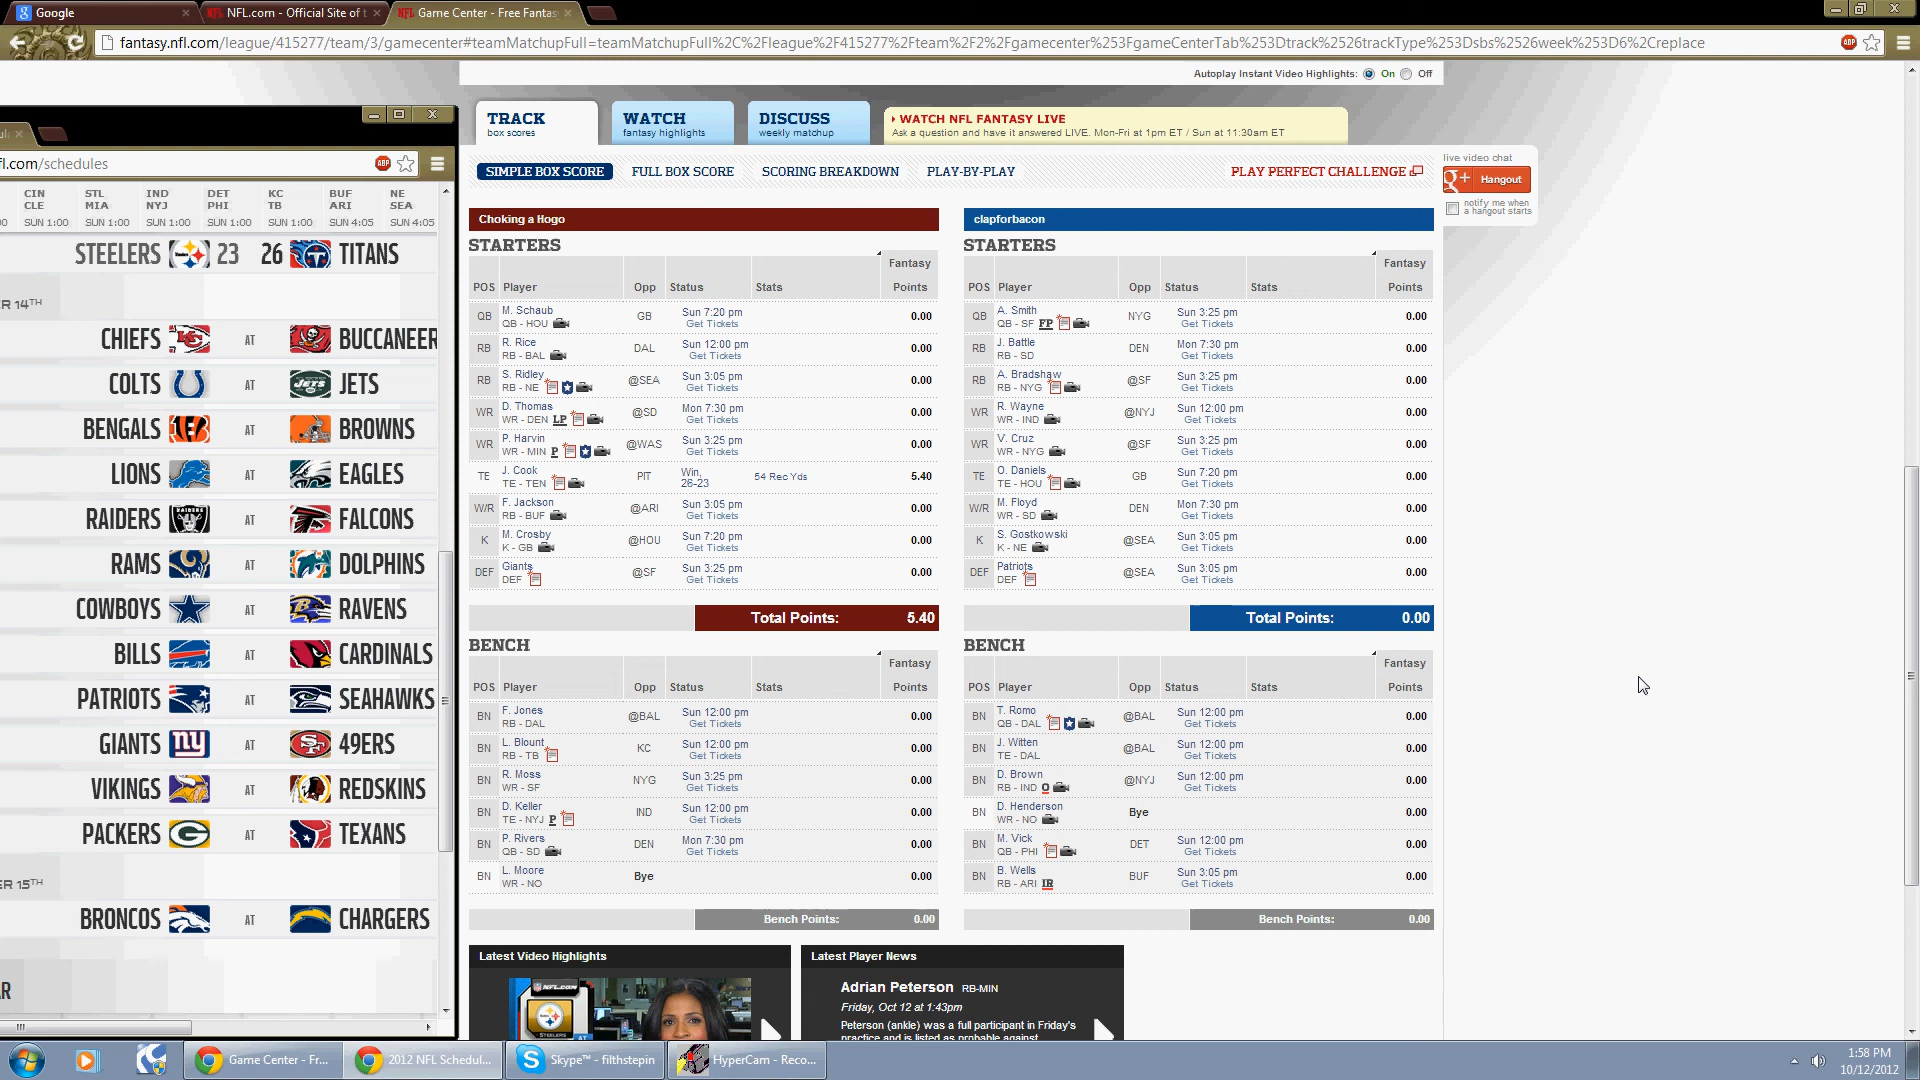 Google
NFL.com - Official Site of t
Game Center - Free Fantas
fantasy.nfl.com/league/415277/team/3/gamecenter#teamMatchupFull=teamMatchupFull%2C%2Fleague%2F415277%2Fteam%2F2%2Fgamecenter%253FgameCenterTab%253Dtrack%2526trackType%253Dsbs%2526week%253D6%2Creplace
ABP
Autoplay Instant Video Highlights: On Off
TRACK
box scores
WATCH
fantasy highlights
DISCUSS
weekly matchup
WATCH NFL FANTASY LIVE
Ask a question and have it answered LIVE. Mon-Fri at 1pm ET / Sun at 11:30am ET
SIMPLE BOX SCORE FULL BOX SCORE SCORING BREAKDOWN PLAY-BY-PLAY PLAY PERFECT CHALLENGE
live video chat
g+ Hangout
notify me when
a hangout starts
fl.com/schedules
ABP
CIN STL IND DET KC BUF NE
CLE MIA NYJ PHI TB ARI SEA
SUN 1:00 SUN 1:00 SUN 1:00 SUN 1:00 SUN 1:00 SUN 4:05 SUN 4:05
STEELERS 23 26 TITANS
R 14TH
CHIEFS AT BUCCANEER
COLTS AT JETS
BENGALS AT BROWNS
LIONS AT EAGLES
RAIDERS AT FALCONS
RAMS AT DOLPHINS
COWBOYS AT RAVENS
BILLS AT CARDINALS
PATRIOTS AT SEAHAWKS
GIANTS AT 49ERS
VIKINGS AT REDSKINS
PACKERS AT TEXANS
ER 15TH
BRONCOS AT CHARGERS
AR
Choking a Hogo
STARTERS
Fantasy
POS Player Opp Status Stats Points
QB M. Schaub GB Sun 7:20 pm 0.00
QB - HOU Get Tickets
RB R. Rice DAL Sun 12:00 pm 0.00
RB - BAL Get Tickets
RB S. Ridley @SEA Sun 3:05 pm 0.00
RB - NE Get Tickets
WR D. Thomas @SD Mon 7:30 pm 0.00
WR - DEN LP Get Tickets
WR P. Harvin @WAS Sun 3:25 pm 0.00
WR - MIN P Get Tickets
TE J. Cook PIT Win, 54 Rec Yds 5.40
TE - TEN 26-23
W/R F. Jackson @ARI Sun 3:05 pm 0.00
RB - BUF Get Tickets
K M. Crosby @HOU Sun 7:20 pm 0.00
K - GB Get Tickets
DEF Giants @SF Sun 3:25 pm 0.00
DEF Get Tickets
Total Points: 5.40
BENCH
Fantasy
POS Player Opp Status Stats Points
BN F. Jones @BAL Sun 12:00 pm 0.00
RB - DAL Get Tickets
BN L. Blount KC Sun 12:00 pm 0.00
RB - TB Get Tickets
BN R. Moss NYG Sun 3:25 pm 0.00
WR - SF Get Tickets
BN D. Keller IND Sun 12:00 pm 0.00
TE - NYJ P Get Tickets
BN P. Rivers DEN Mon 7:30 pm 0.00
QB - SD Get Tickets
BN L. Moore Bye 0.00
WR - NO
Bench Points: 0.00
clapforbacon
STARTERS
Fantasy
POS Player Opp Status Stats Points
QB A. Smith NYG Sun 3:25 pm 0.00
QB - SF FP Get Tickets
RB J. Battle DEN Mon 7:30 pm 0.00
RB - SD Get Tickets
RB A. Bradshaw @SF Sun 3:25 pm 0.00
RB - NYG Get Tickets
WR R. Wayne @NYJ Sun 12:00 pm 0.00
WR - IND Get Tickets
WR V. Cruz @SF Sun 3:25 pm 0.00
WR - NYG Get Tickets
TE O. Daniels GB Sun 7:20 pm 0.00
TE - HOU Get Tickets
W/R M. Floyd DEN Mon 7:30 pm 0.00
WR - SD Get Tickets
K S. Gostkowski @SEA Sun 3:05 pm 0.00
K - NE Get Tickets
DEF Patriots @SEA Sun 3:05 pm 0.00
DEF Get Tickets
Total Points: 0.00
BENCH
Fantasy
POS Player Opp Status Stats Points
BN T. Romo @BAL Sun 12:00 pm 0.00
QB - DAL Get Tickets
BN J. Witten @BAL Sun 12:00 pm 0.00
TE - DAL Get Tickets
BN D. Brown @NYJ Sun 12:00 pm 0.00
RB - IND O Get Tickets
BN D. Henderson Bye 0.00
WR - NO
BN M. Vick DET Sun 12:00 pm 0.00
QB - PHI Get Tickets
BN B. Wells BUF Sun 3:05 pm 0.00
RB - ARI IR Get Tickets
Bench Points: 0.00
Latest Video Highlights
NFL.COM
STEELERS
Latest Player News
Adrian Peterson RB-MIN
Friday, Oct 12 at 1:43pm
Peterson (ankle) was a full participant in Friday's
practice and is listed as probable against
Game Center - Fr...
2012 NFL Schedul...
Skype™ - filthstepin
HyperCam - Reco...
1:58 PM
10/12/2012